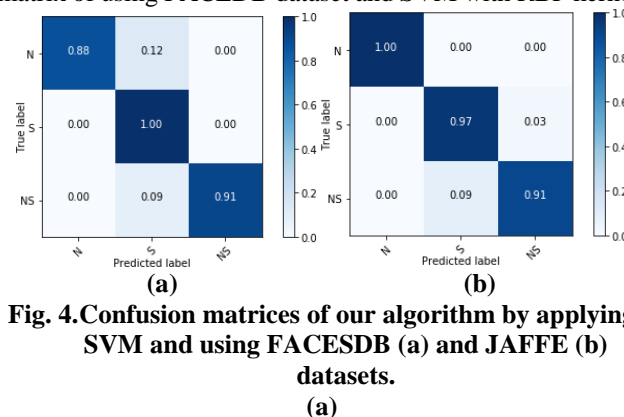 matrix of using FACESDB dataset and SVM with RBF kernel
1.0
N 0.88 0.12 0.00
0.8
0.6
True label
S 0.00 1.00 0.00
0.4
NS 0.00 0.09 0.91
0.2
0.0
N S NS
Predicted label
(a)
1.0
N 1.00 0.00 0.00
0.8
0.6
True label
S 0.00 0.97 0.03
0.4
NS 0.00 0.09 0.91
0.2
0.0
N S NS
Predicted label
(b)
Fig. 4.Confusion matrices of our algorithm by applying
SVM and using FACESDB (a) and JAFFE (b)
datasets.
(a)